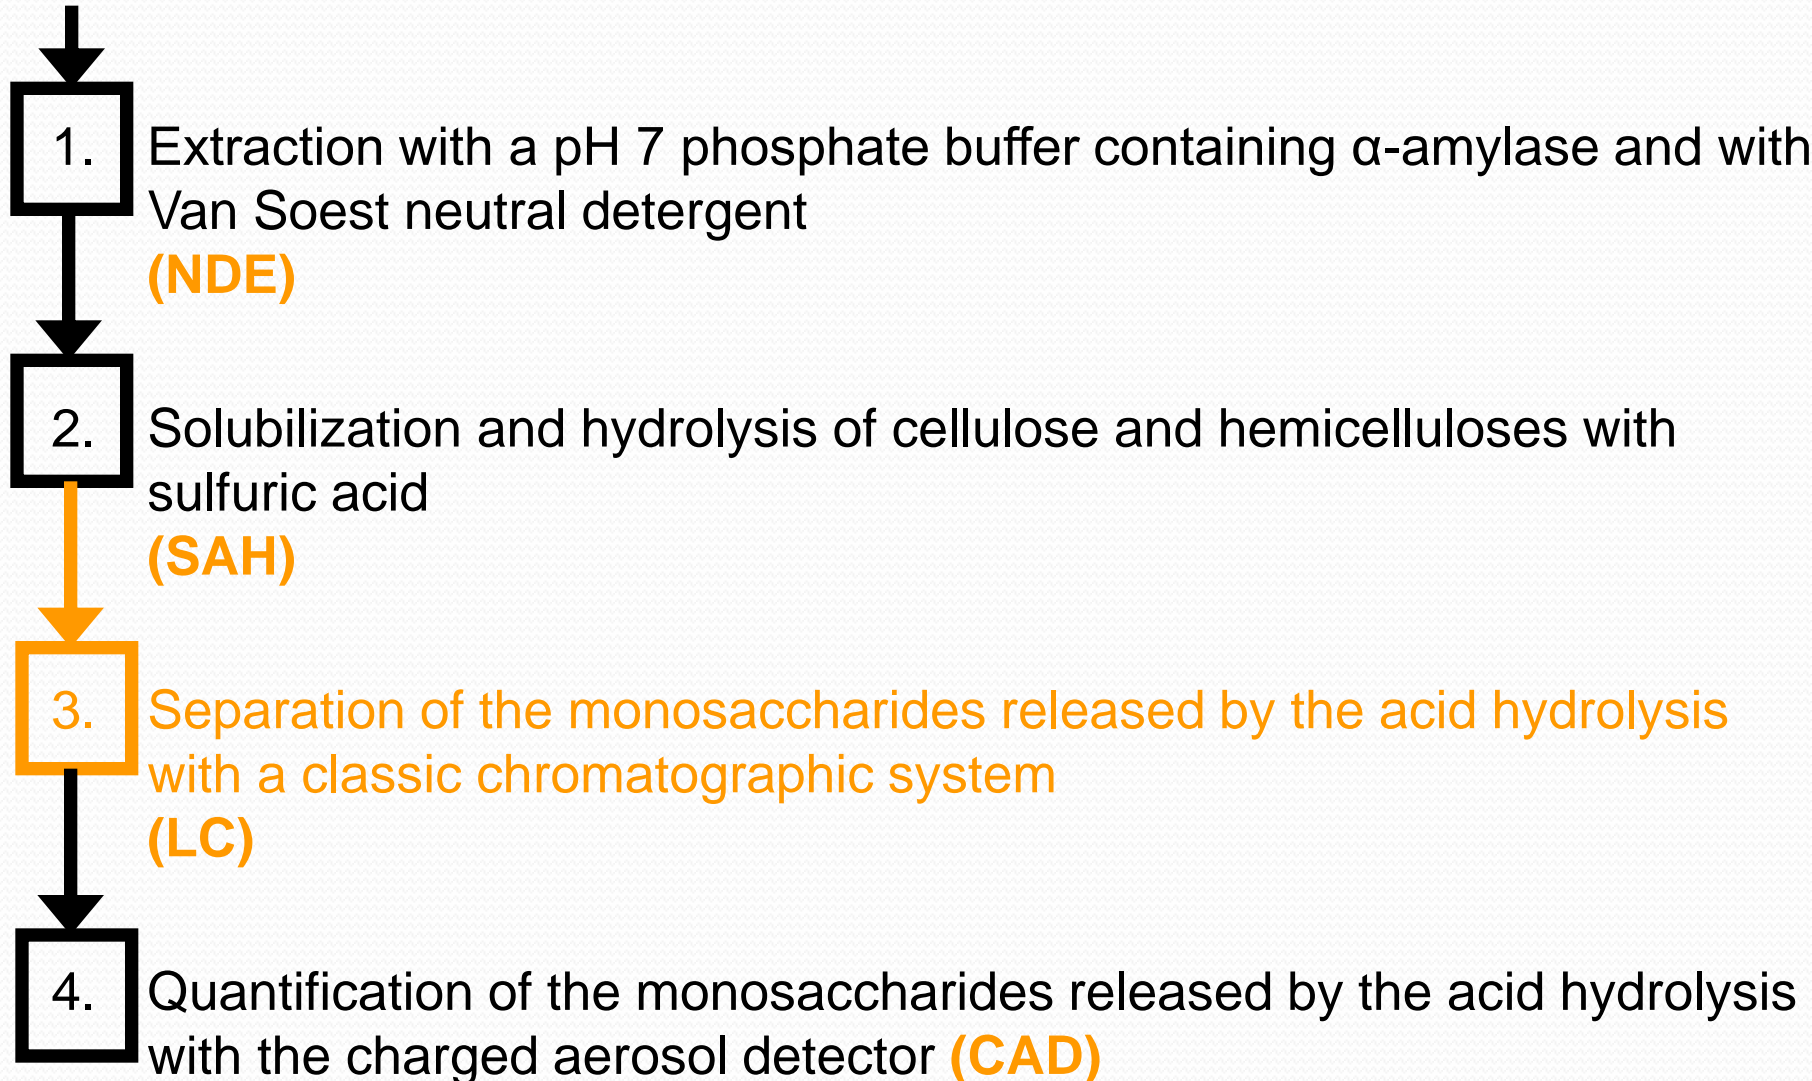 1. Extraction with a pH 7 phosphate buffer containing α-amylase and with
Van Soest neutral detergent
(NDE)
2. Solubilization and hydrolysis of cellulose and hemicelluloses with
sulfuric acid
(SAH)
3. Separation of the monosaccharides released by the acid hydrolysis
with a classic chromatographic system
(LC)
4. Quantification of the monosaccharides released by the acid hydrolysis
with the charged aerosol detector (CAD)